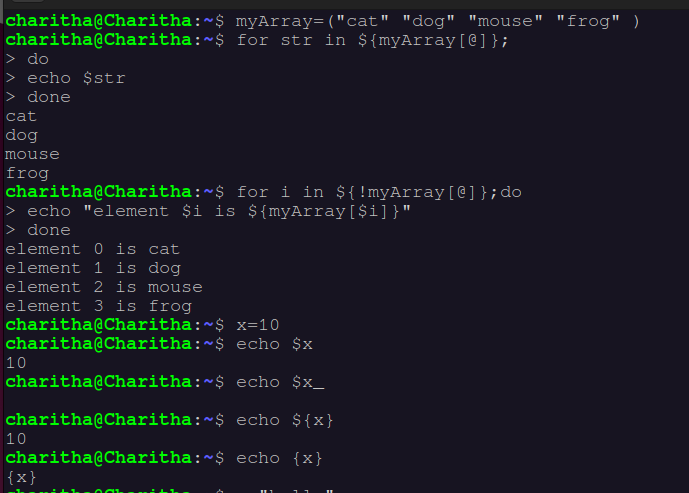 charitha@Charitha:~$ myArray=("cat" "dog" "mouse" "frog" )
charitha@Charitha:~$ for str in ${myArray[@]};
> do
> echo $str
> done
cat
dog
mouse
frog
charitha@Charitha:~$ for i in ${!myArray[@]};do
> echo "element $i is ${myArray[$i]}"
> done
element 0 is cat
element 1 is dog
element 2 is mouse
element 3 is frog
charitha@Charitha:~$ x=10
charitha@Charitha:~$ echo $x
10
charitha@Charitha:~$ echo $x_
charitha@Charitha:~$ echo ${x}
10
charitha@Charitha:~$ echo {x}
{x}
charitha@Charitha:~$